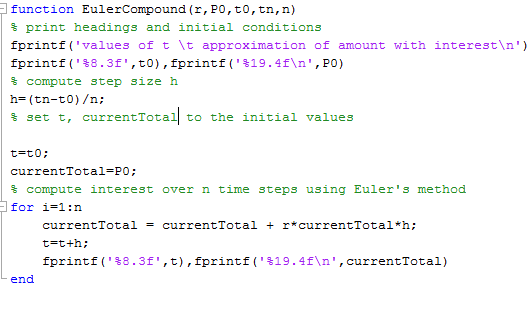 function EulerCompound(r,P0,t0,tn,n)
% print headings and initial conditions
fprintf('values of t \t approximation of amount with interest\n')
fprintf('%8.3f',t0),fprintf('%19.4f\n',P0)
% compute step size h
h=(tn-t0)/n;
% set t, currentTotal to the initial values
t=t0;
currentTotal=P0;
% compute interest over n time steps using Euler's method
for i=1:n
currentTotal = currentTotal + r*currentTotal*h;
t=t+h;
fprintf('%8.3f',t),fprintf('%19.4f\n',currentTotal)
end